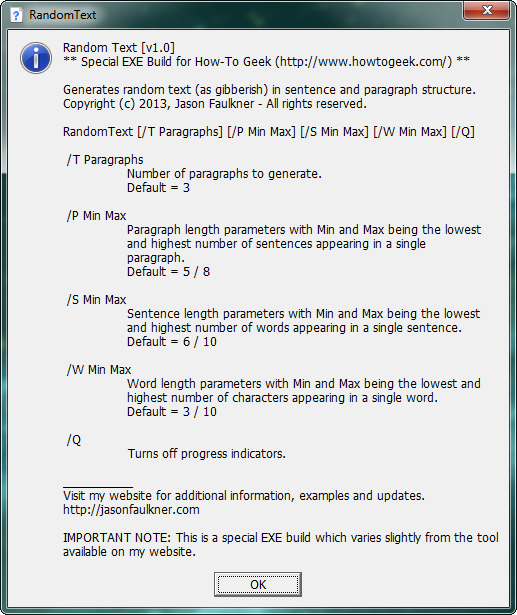 RandomText
Random Text [v1.0]
** Special EXE Build for How-To Geek (http://www.howtogeek.com/) **
Generates random text (as gibberish) in sentence and paragraph structure.
Copyright (c) 2013, Jason Faulkner - All rights reserved.
RandomText [/T Paragraphs] [/P Min Max] [/S Min Max] [/W Min Max] [/Q]
/T Paragraphs
Number of paragraphs to generate.
Default = 3
/P Min Max
Paragraph length parameters with Min and Max being the lowest
and highest number of sentences appearing in a single
paragraph.
Default = 5 / 8
/S Min Max
Sentence length parameters with Min and Max being the lowest
and highest number of words appearing in a single sentence.
Default = 6 / 10
/W Min Max
Word length parameters with Min and Max being the lowest and
highest number of characters appearing in a single word.
Default = 3 / 10
/Q
Turns off progress indicators.
___________
Visit my website for additional information, examples and updates.
http://jasonfaulkner.com
IMPORTANT NOTE: This is a special EXE build which varies slightly from the tool
available on my website.
OK